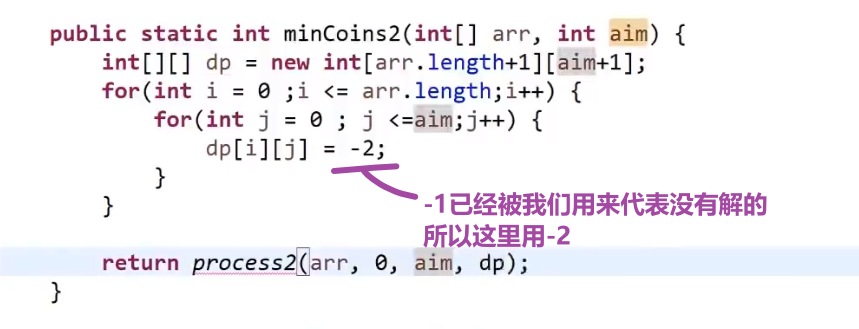 public static int minCoins2(int[] arr, int aim) {
int[][] dp = new int[arr.length+1][aim+1];
for(int i = 0 ;i <= arr.length;i++) {
for(int j = 0 ; j <=aim;j++) {
dp[i][j] = -2;
}
}
-1已经被我们用来代表没有解的
所以这里用-2
return process2(arr, 0, aim, dp);
}